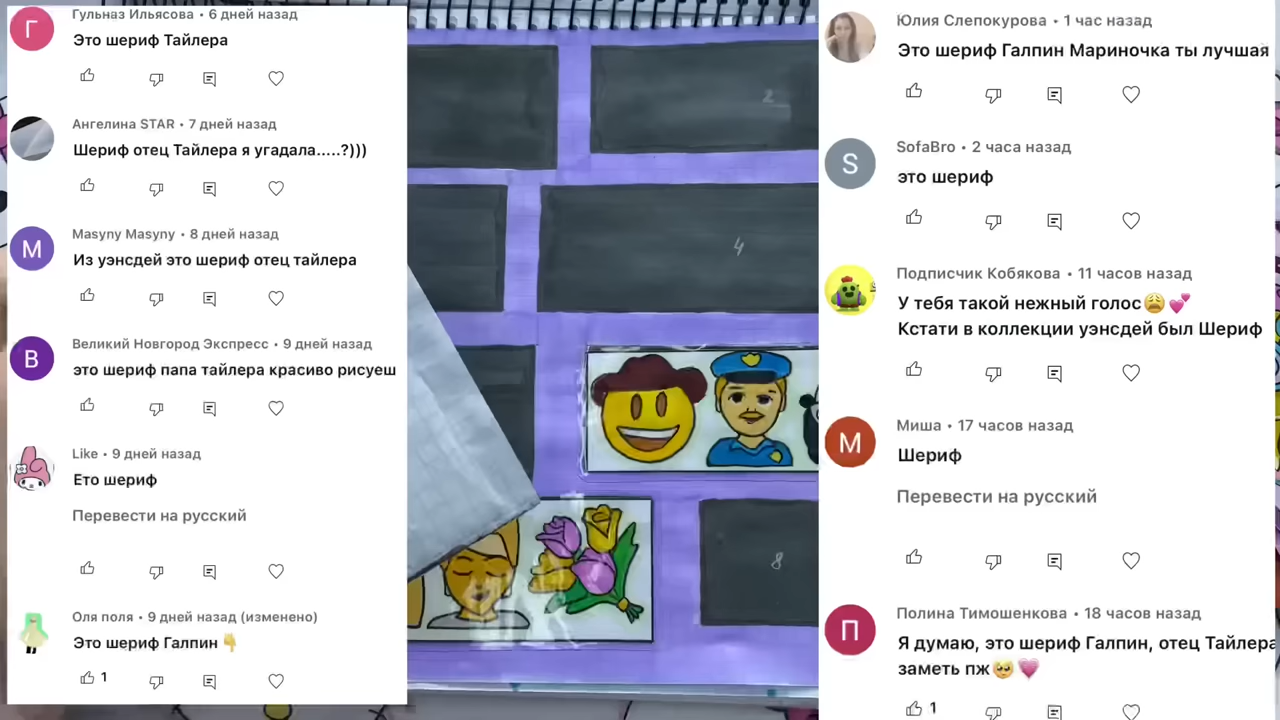 Гульназ Ильясова • 6 дней назад
Это шериф Тайлера
Ангелина STAR • 7 дней назад
Шериф отец Тайлера я угадала.....?)))
Masyny Masyny • 8 дней назад
Из уэнсдей это шериф отец тайлера
Великий Новгород Экспресс • 9 дней назад
это шериф папа тайлера красиво рисуеш
Like • 9 дней назад
Ето шериф
Перевести на русский
Оля поля • 9 дней назад (изменено)
Это шериф Галпин👇
1
Г
M
В
2
4
8
Юлия Слепокурова • 1 час назад
Это шериф Галпин Мариночка ты лучшая
SofaBro • 2 часа назад
это шериф
Подписчик Кобякова • 11 часов назад
У тебя такой нежный голос😩💕
Кстати в коллекции уэнсдей был Шериф
Миша • 17 часов назад
Шериф
Перевести на русский
Полина Тимошенкова • 18 часов назад
Я думаю, это шериф Галпин, отец Тайлера
заметь пж🥺💗
1
S
М
П